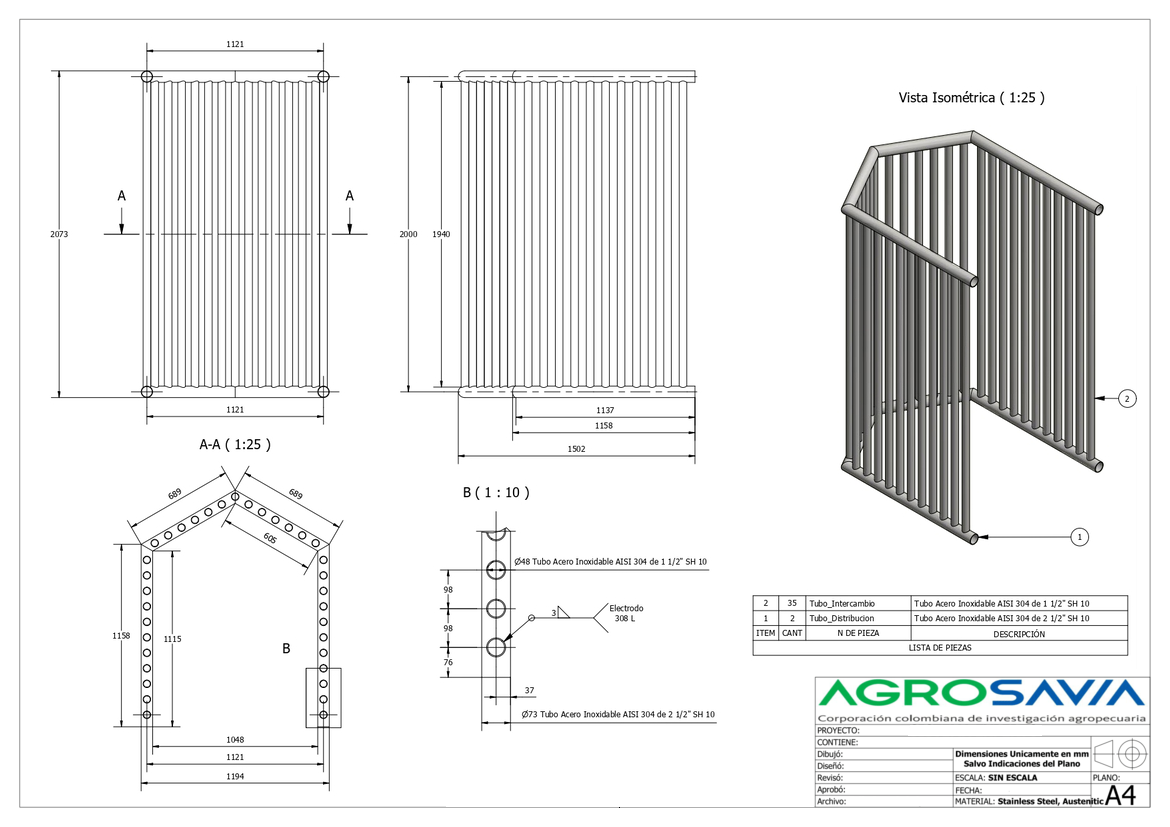 1121
2073
A
A
1121
2000
1940
1137
1158
1502
Vista Isométrica ( 1:25 )
2
1
A-A ( 1:25 )
689
689
605
1158
1115
B
1048
1121
1194
B ( 1 : 10 )
Ø48 Tubo Acero Inoxidable AISI 304 de 1 1/2" SH 10
98
98
76
3
Electrodo
308 L
37
Ø73 Tubo Acero Inoxidable AISI 304 de 2 1/2" SH 10
2 35 Tubo_Intercambio Tubo Acero Inoxidable AISI 304 de 1 1/2" SH 10
1 2 Tubo_Distribucion Tubo Acero Inoxidable AISI 304 de 2 1/2" SH 10
ITEM CANT N DE PIEZA DESCRIPCIÓN
LISTA DE PIEZAS
AGROSAVIA
Corporación colombiana de investigación agropecuaria
PROYECTO:
CONTIENE:
Dibujó:
Diseñó:
Revisó:
Aprobó:
Archivo:
Dimensiones Unicamente en mm
Salvo Indicaciones del Plano
ESCALA: SIN ESCALA
PLANO:
FECHA:
MATERIAL: Stainless Steel, Austenitic
A4